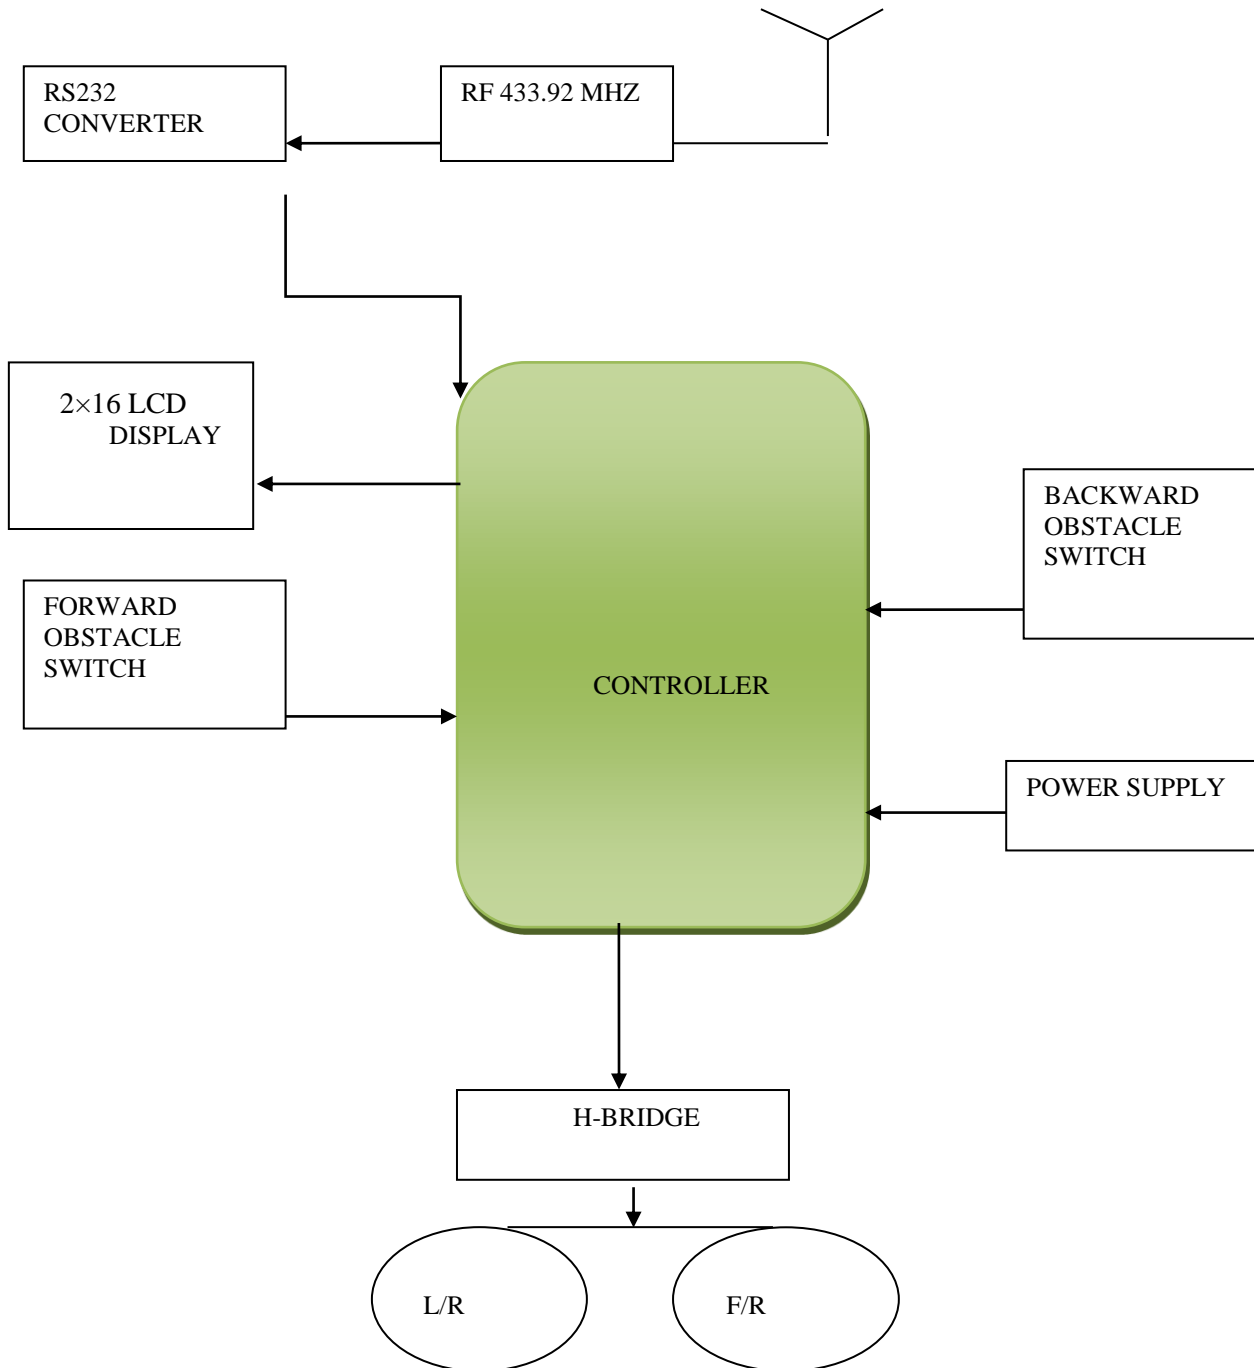 RS232
CONVERTER
RF 433.92 MHZ
2×16 LCD
DISPLAY
BACKWARD
OBSTACLE
SWITCH
FORWARD
OBSTACLE
SWITCH
CONTROLLER
POWER SUPPLY
H-BRIDGE
L/R
F/R